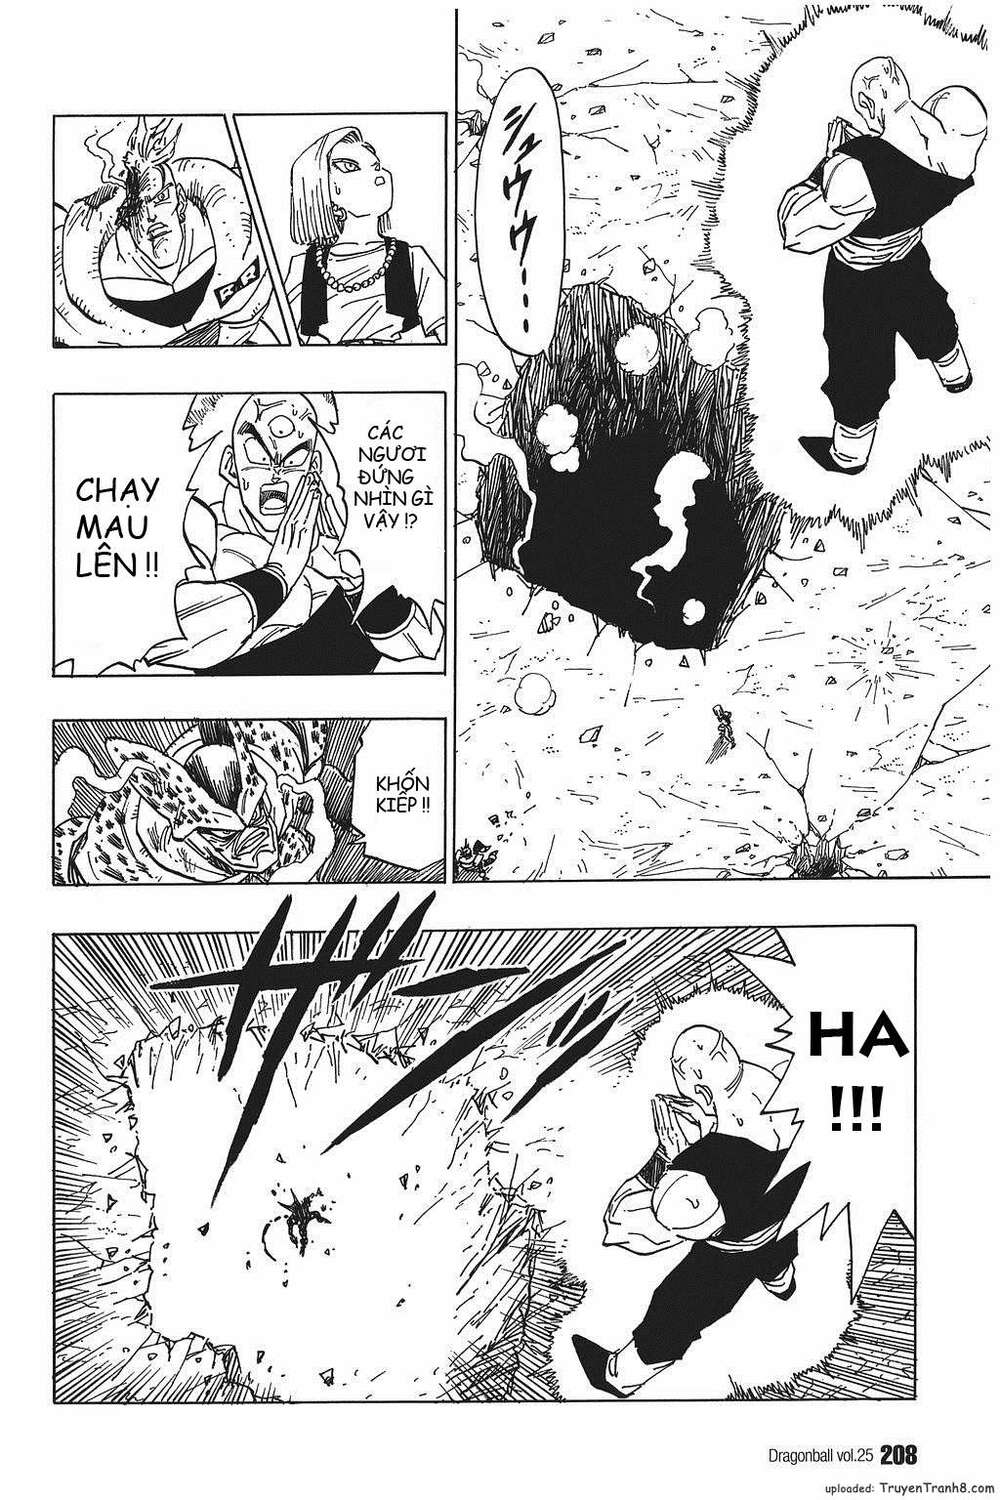 シュウウウ...
R.R
CÁC
NGƯƠI
ĐỨNG
NHÌN GÌ
VẬY !?
CHẠY
MAU
LÊN !!
KHỐN
KIẾP !!
HA
!!!
Dragonball vol.25 208
uploaded: TruyenTranh8.com